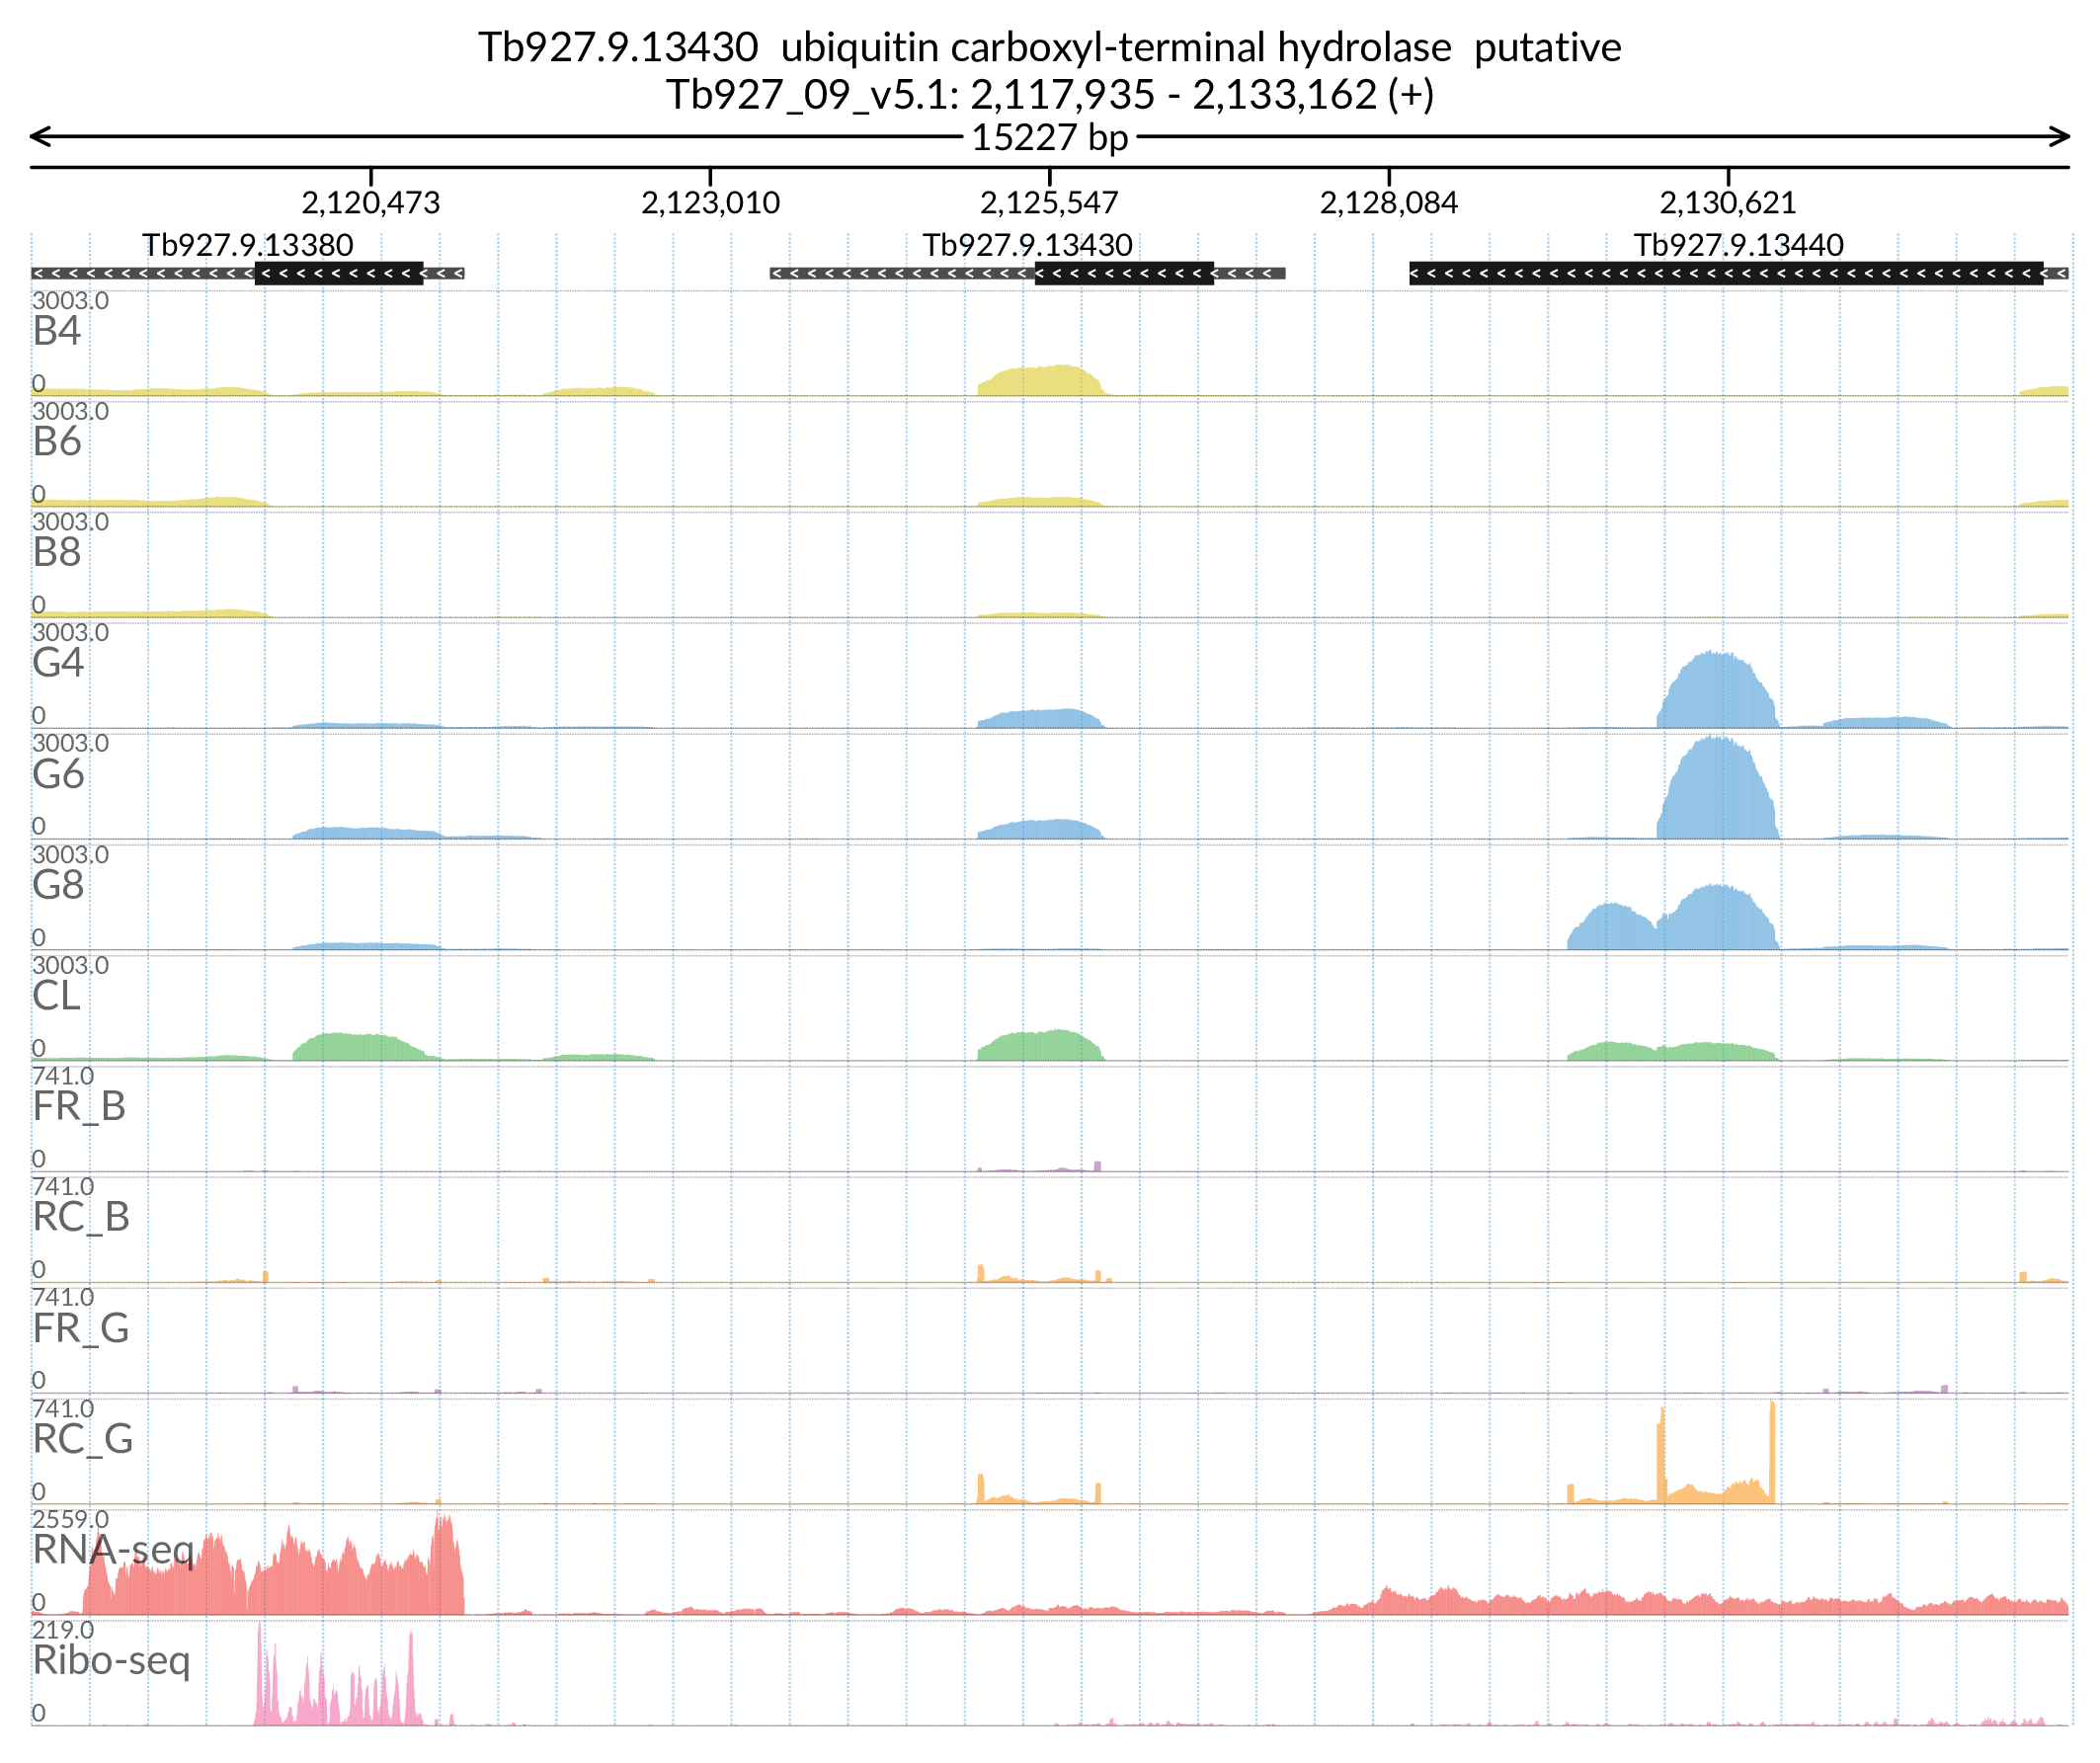 Tb927.9.13430  ubiquitin carboxyl-terminal hydrolase  putative
Tb927_09_v5.1: 2,117,935 - 2,133,162 (+)
15227 bp
2,120,473 2,123,010 2,125,547 2,128,084 2,130,621
Tb927.9.13380 Tb927.9.13430 Tb927.9.13440
3003.0
B4
0
3003.0
B6
0
3003.0
B8
0
3003.0
G4
0
3003.0
G6
0
3003.0
G8
0
3003.0
CL
0
741.0
FR_B
0
741.0
RC_B
0
741.0
FR_G
0
741.0
RC_G
0
2559.0
RNA-seq
0
219.0
Ribo-seq
0